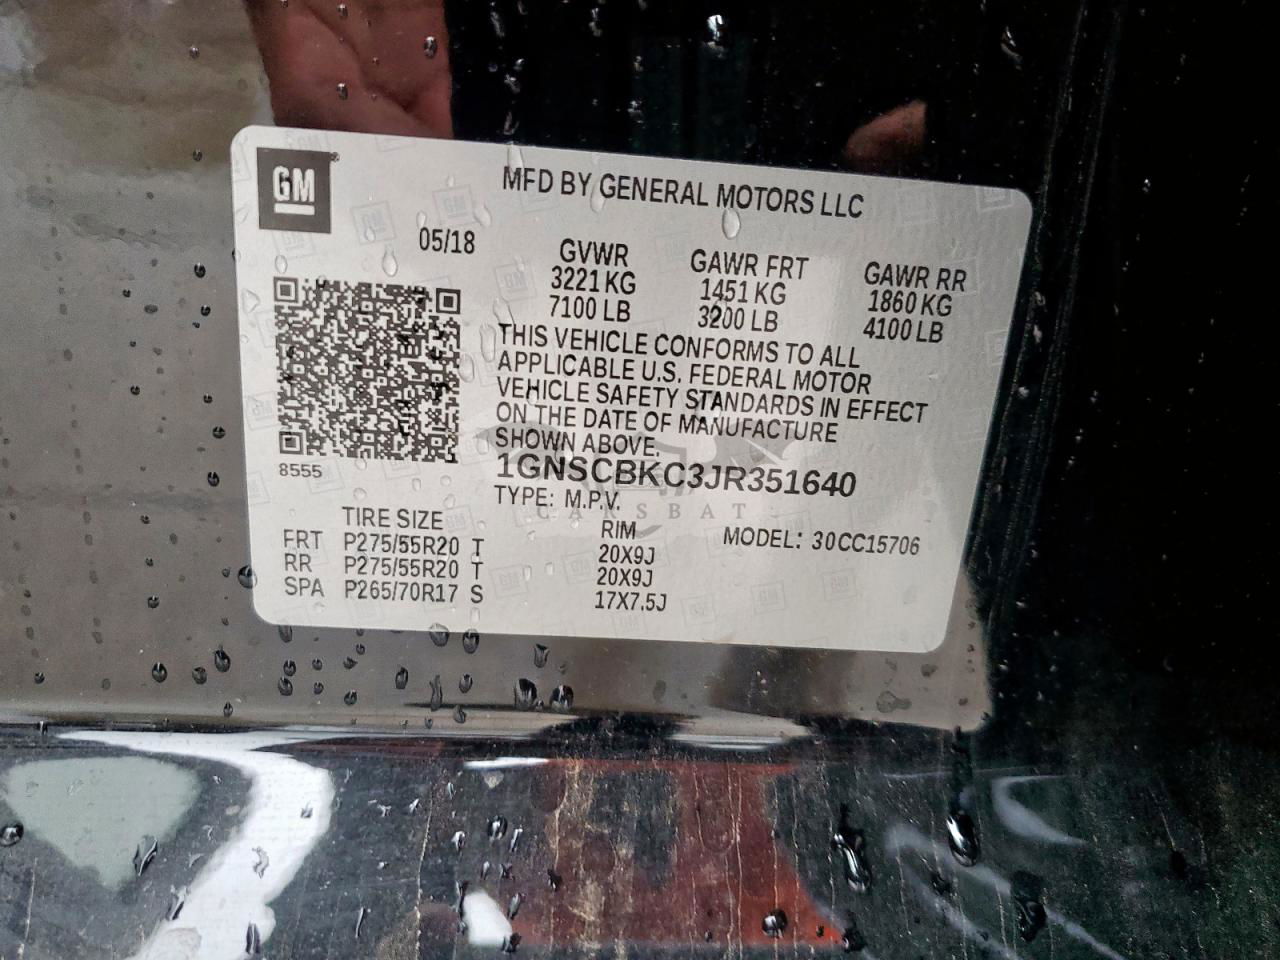 GM
MFD BY GENERAL MOTORS LLC
05/18
GVWR GAWR FRT GAWR RR
3221 KG 1451 KG 1860 KG
7100 LB 3200 LB 4100 LB
THIS VEHICLE CONFORMS TO ALL
APPLICABLE U.S. FEDERAL MOTOR
VEHICLE SAFETY STANDARDS IN EFFECT
ON THE DATE OF MANUFACTURE
SHOWN ABOVE.
8555
1GNSCBKC3JR351640
TYPE: M.P.V.
CARSBAT
TIRE SIZE RIM MODEL: 30CC15706
FRT P275/55R20 T 20X9J
RR P275/55R20 T 20X9J
SPA P265/70R17 S 17X7.5J